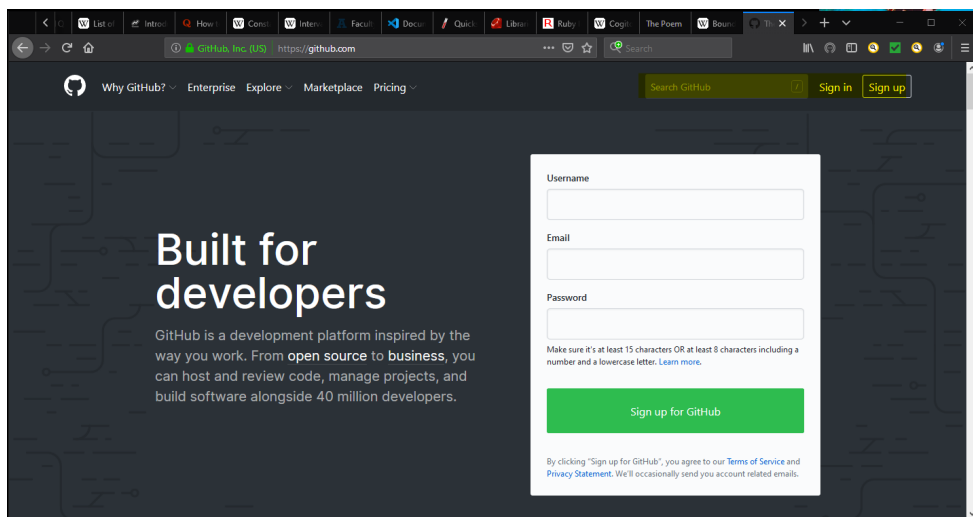 List of
Introd
How
Const
Interv
Facult
Docur
Quick
Librar
Ruby
Cogito
The Poem
Bound
Th
GitHub, Inc. (US)
https://github.com
Search
Why GitHub?
Enterprise
Explore
Marketplace
Pricing
Search GitHub
/
Sign in
Sign up
Username
Email
Built for
developers
Password
GitHub is a development platform inspired by the
way you work. From open source to business, you
can host and review code, manage projects, and
build software alongside 40 million developers.
Make sure it's at least 15 characters OR at least 8 characters including a
number and a lowercase letter. Learn more.
Sign up for GitHub
By clicking "Sign up for GitHub", you agree to our Terms of Service and
Privacy Statement. We'll occasionally send you account related emails.